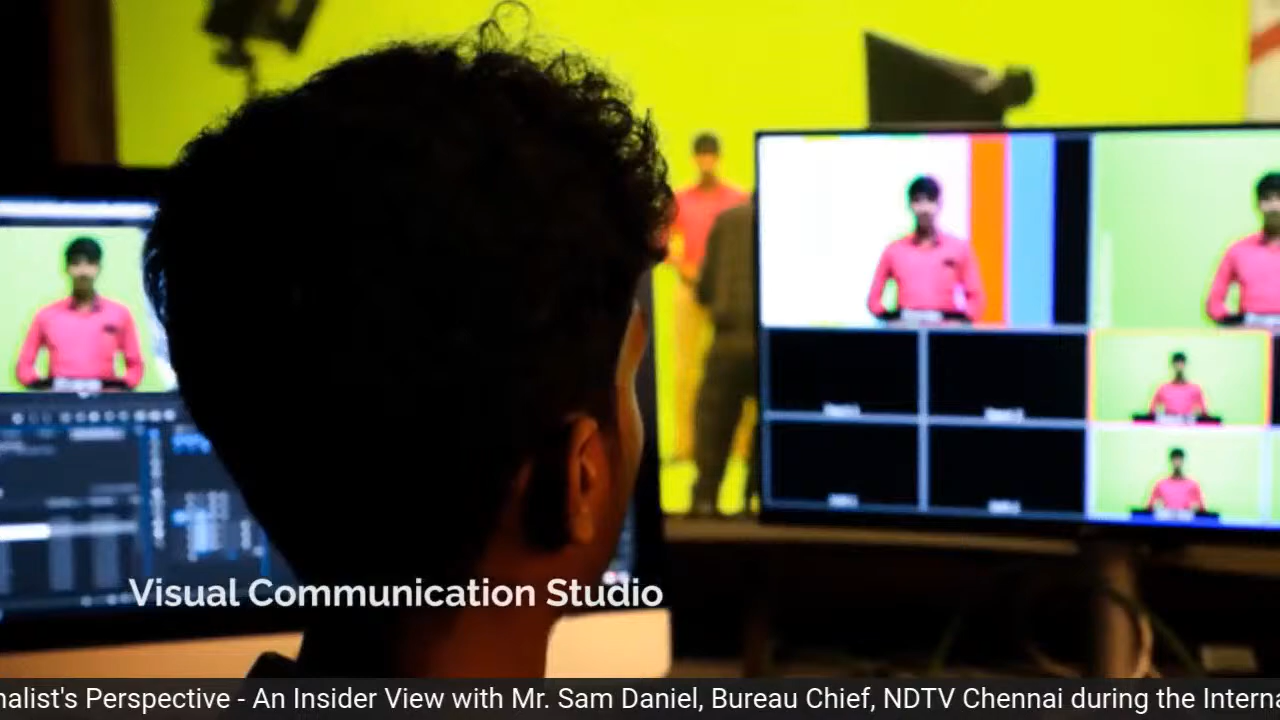 Visual Communication Studio
nalist's Perspective - An Insider View with Mr. Sam Daniel, Bureau Chief, NDTV Chennai during the Interna